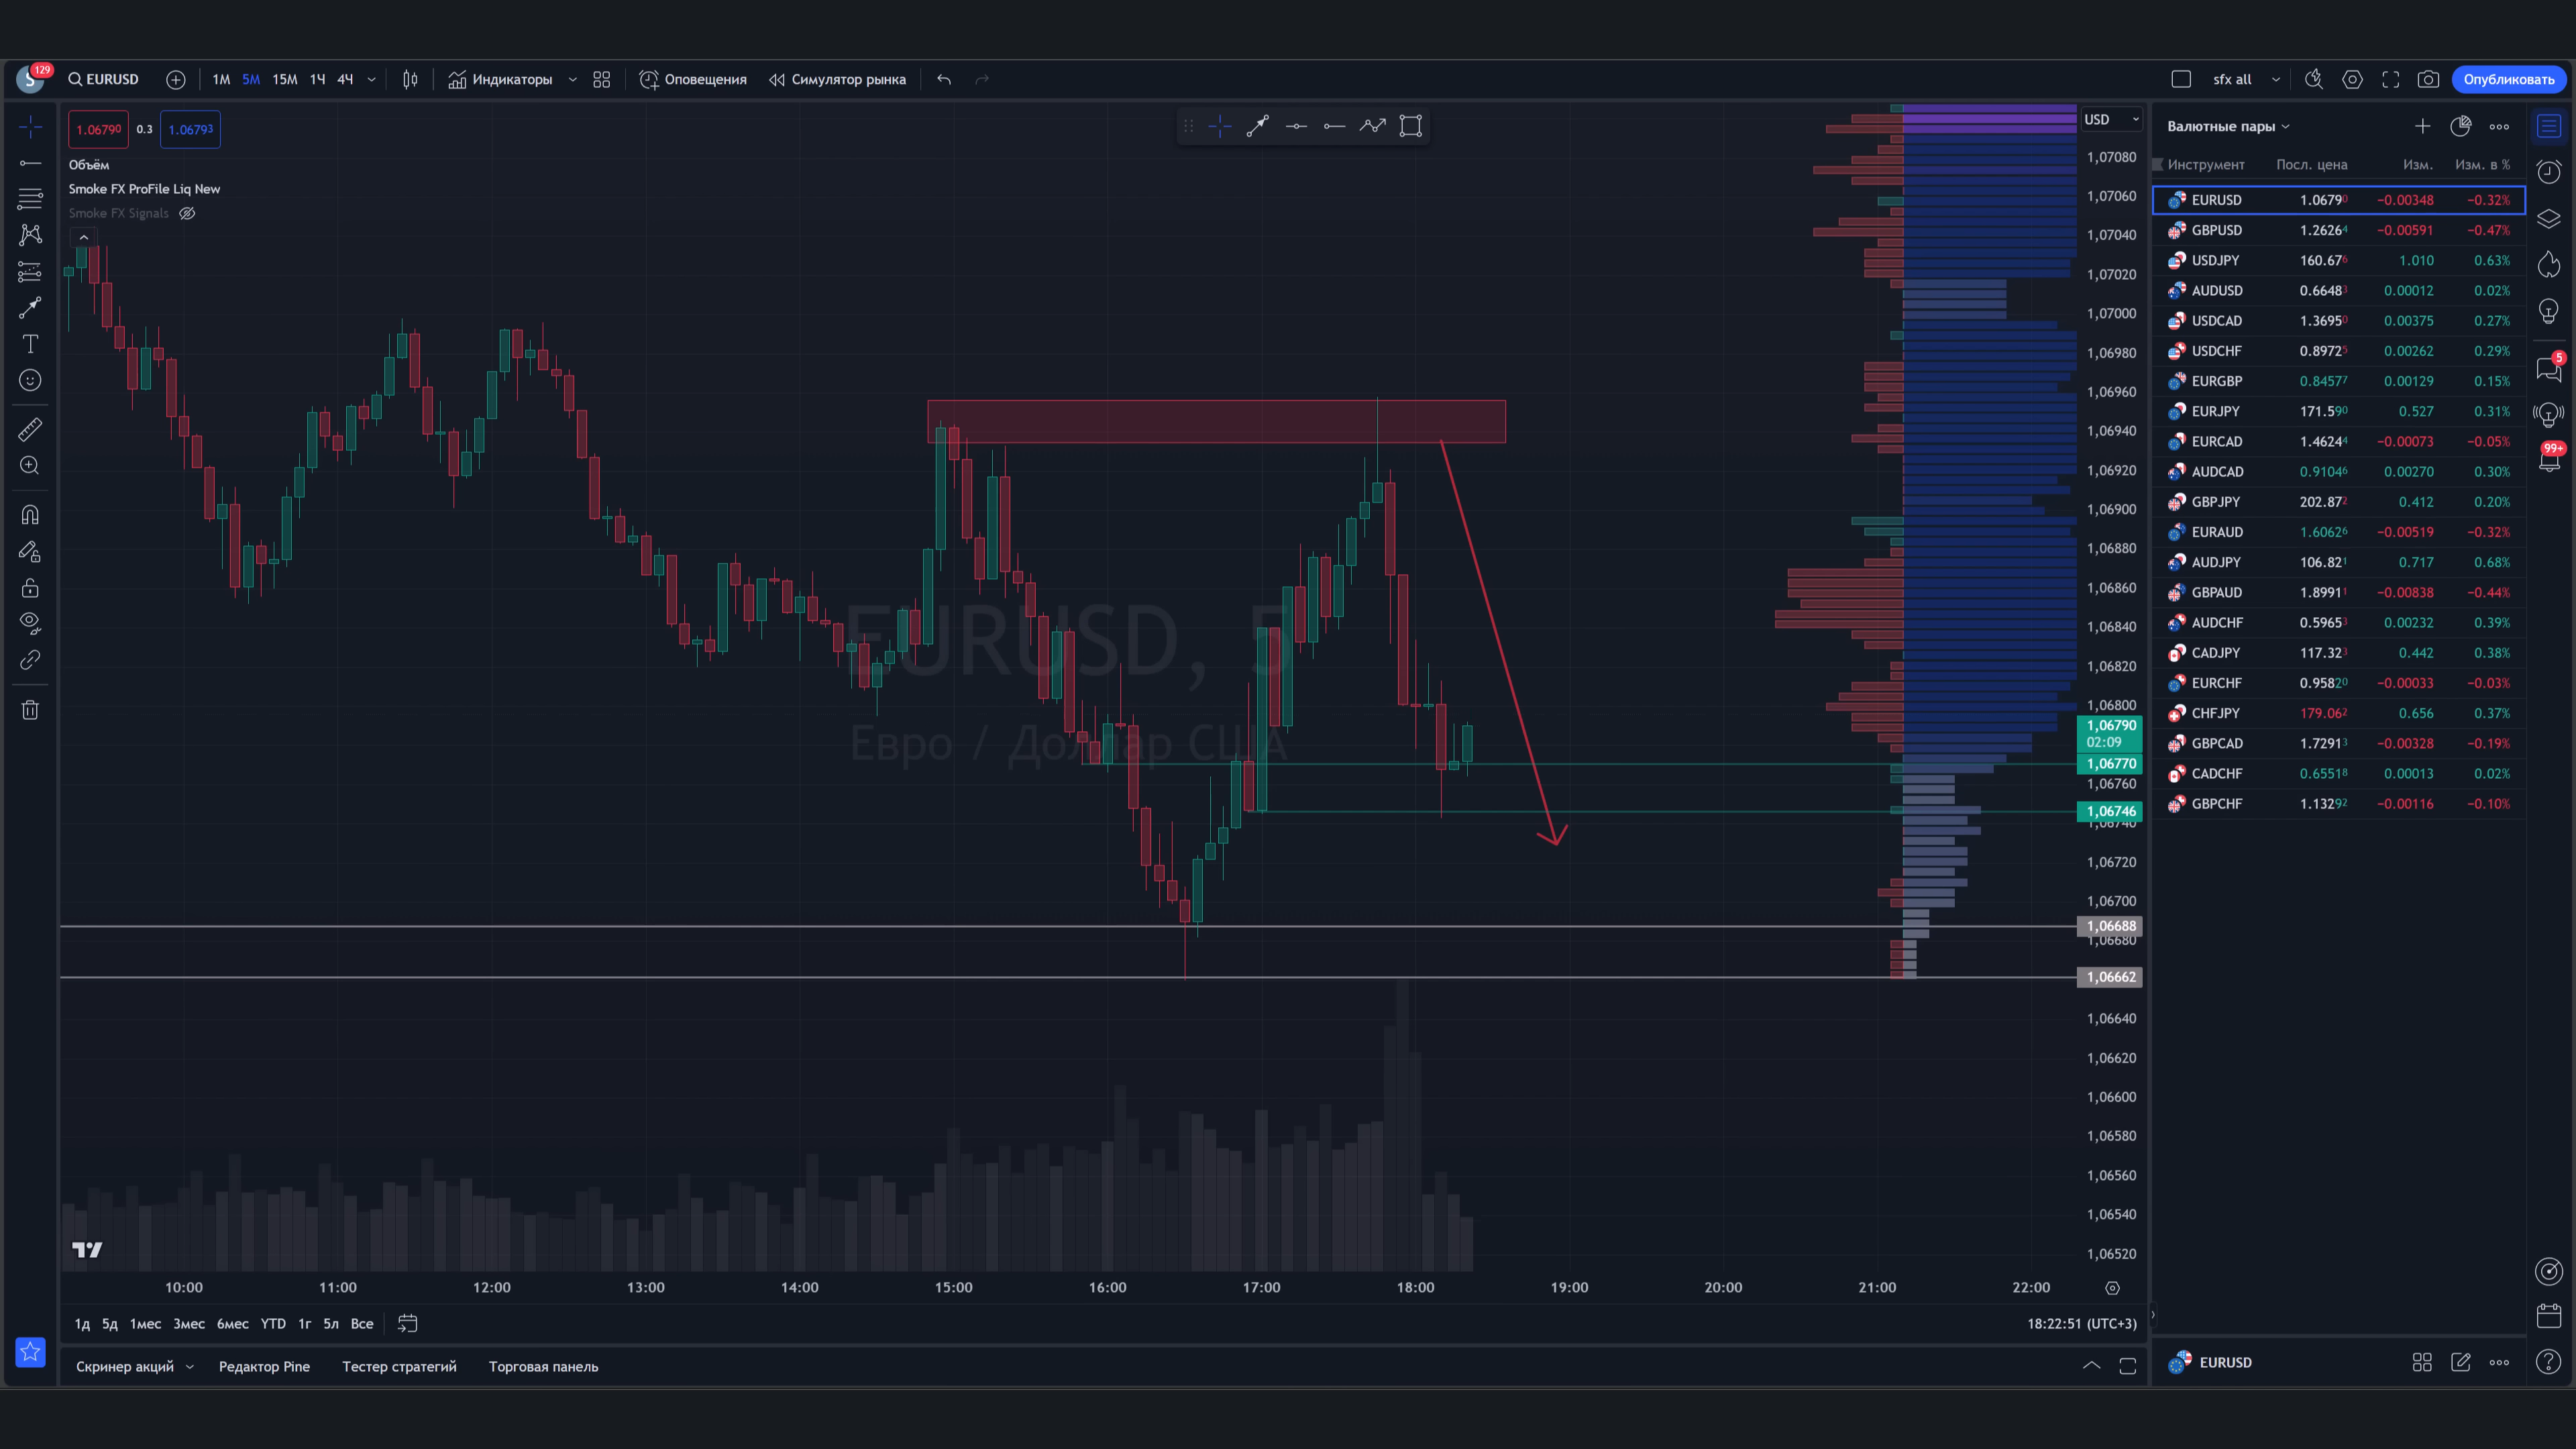 S 129 EURUSD 1М 5М 15М 1Ч 4Ч Индикаторы Оповещения Симулятор рынка sfx all Опубликовать
1.06790 0.3 1.06793
Объём
Smoke FX ProFile Liq New
Smoke FX Signals
EURUSD, 5
Евро / Доллар США
USD
1,07080
1,07060
1,07040
1,07020
1,07000
1,06980
1,06960
1,06940
1,06920
1,06900
1,06880
1,06860
1,06840
1,06820
1,06800
1,06790
02:09
1,06770
1,06760
1,06746
1,06740
1,06720
1,06700
1,06688
1,06680
1,06662
1,06640
1,06620
1,06600
1,06580
1,06560
1,06540
1,06520
10:00 11:00 12:00 13:00 14:00 15:00 16:00 17:00 18:00 19:00 20:00 21:00 22:00
1д 5д 1мес 3мес 6мес YTD 1г 5л Все 18:22:51 (UTC+3)
Скринер акций Редактор Pine Тестер стратегий Торговая панель
Валютные пары
Инструмент Посл. цена Изм. Изм. в %
EURUSD 1.06790 −0.00348 −0.32%
GBPUSD 1.26264 −0.00591 −0.47%
USDJPY 160.676 1.010 0.63%
AUDUSD 0.66483 0.00012 0.02%
USDCAD 1.36950 0.00375 0.27%
USDCHF 0.89725 0.00262 0.29%
EURGBP 0.84577 0.00129 0.15%
EURJPY 171.590 0.527 0.31%
EURCAD 1.46244 −0.00073 −0.05%
AUDCAD 0.91046 0.00270 0.30%
GBPJPY 202.872 0.412 0.20%
EURAUD 1.60626 −0.00519 −0.32%
AUDJPY 106.821 0.717 0.68%
GBPAUD 1.89911 −0.00838 −0.44%
AUDCHF 0.59653 0.00232 0.39%
CADJPY 117.323 0.442 0.38%
EURCHF 0.95820 −0.00033 −0.03%
CHFJPY 179.062 0.656 0.37%
GBPCAD 1.72913 −0.00328 −0.19%
CADCHF 0.65518 0.00013 0.02%
GBPCHF 1.13292 −0.00116 −0.10%
EURUSD
5
99+